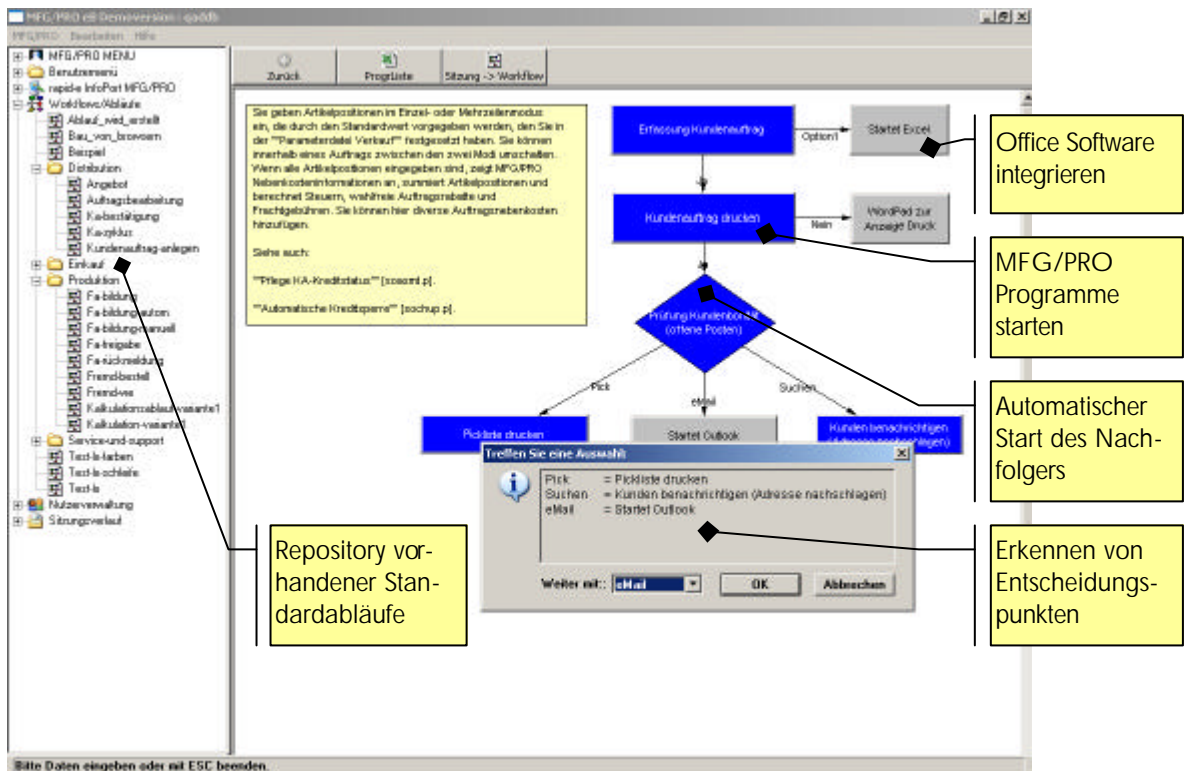 MFG/PRO eB Demoversion : qaddb
MFG/PRO Bearbeiten Hilfe
MFG/PRO MENU
Benutzermenü
rapid-e InfoPort MFG/PRO
Workflows/Abläufe
Ablauf_wird_erstellt
Bau_von_browsern
Beispiel
Distribution
Angebot
Auftragsbearbeitung
Ka-bestätigung
Ka-zyklus
Kundenauftrag-anlegen
Einkauf
Produktion
Fa-bildung
Fa-bildung-autom
Fa-bildung-manuell
Fa-freigabe
Fa-rückmeldung
Fremd-bestell
Fremd-we
Kalkulationsablauf-variante1
Kalkulation-variante1
Service-und-support
Test-ls-farben
Test-ls-schleife
Test-ls
Nutzerverwaltung
Sitzungsverlauf
Zurück
ProgrListe
Sitzung -> Workflow
Sie geben Artikelpositionen im Einzel- oder Mehrzeilenmodus
ein, die durch den Standardwert vorgegeben werden, den Sie in
der "Parameterdatei Verkauf" festgesetzt haben. Sie können
innerhalb eines Auftrags zwischen den zwei Modi umschalten.
Wenn alle Artikelpositionen eingegeben sind, zeigt MFG/PRO
Nebenkosteninformationen an, summiert Artikelpositionen und
berechnet Steuern, wahlfreie Auftragsrabatte und
Frachtgebühren. Sie können hier diverse Auftragsnebenkosten
hinzufügen.
Siehe auch:
"Pflege KA-Kreditstatus" [sosomt.p].
"Automatische Kreditsperre" [sochup.p].
Erfassung Kundenauftrag
Option1
Startet Excel
Kundenauftrag drucken
Nein
WordPad zur
Anzeige Druck
Prüfung Kundenbonität
(offene Posten)
Pick
eMail
Suchen
Pickliste drucken
Startet Outlook
Kunden benachrichtigen
(Adresse nachschlagen)
Treffen Sie eine Auswahl:
Pick = Pickliste drucken
Suchen = Kunden benachrichtigen (Adresse nachschlagen)
eMail = Startet Outlook
Weiter mit: eMail
OK
Abbrechen
Office Software
integrieren
MFG/PRO
Programme
starten
Automatischer
Start des Nach-
folgers
Erkennen von
Entscheidungs-
punkten
Repository vor-
handener Stan-
dardabläufe
Bitte Daten eingeben oder mit ESC beenden.